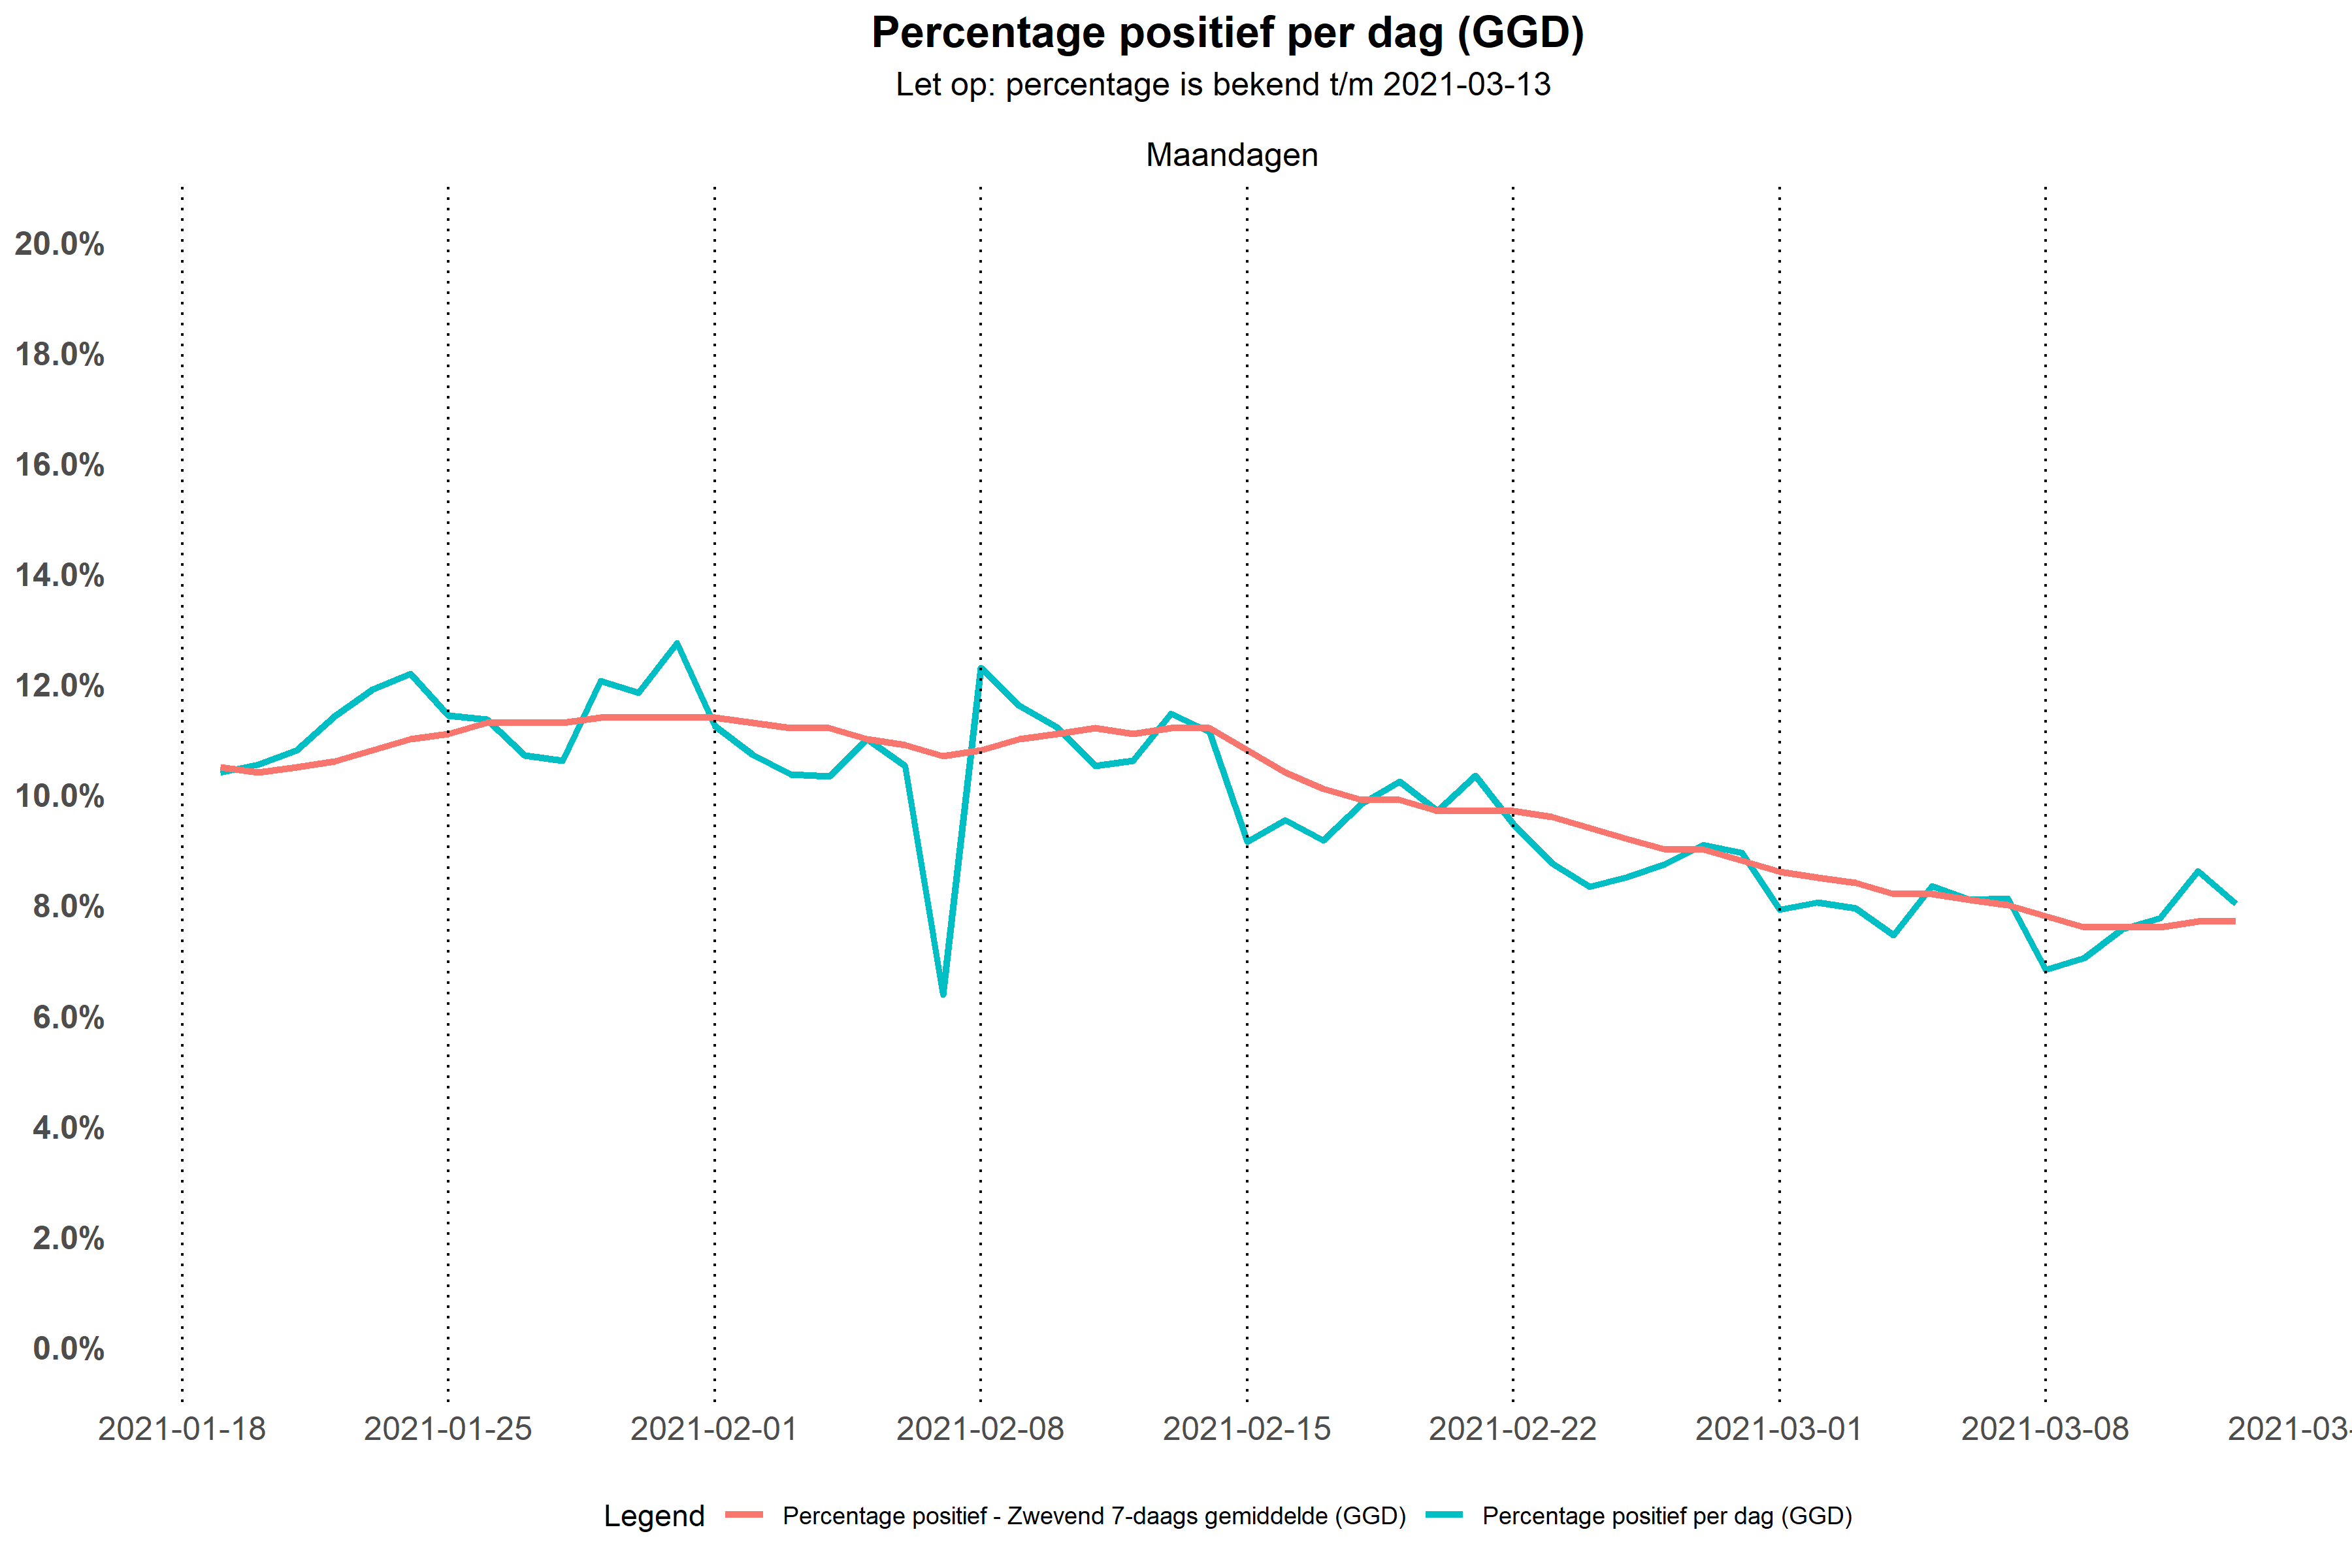 Percentage positief per dag (GGD)
Let op: percentage is bekend t/m 2021-03-13
Maandagen
20.0%
18.0%
16.0%
14.0%
12.0%
10.0%
8.0%
6.0%
4.0%
2.0%
0.0%
2021-01-18 2021-01-25 2021-02-01 2021-02-08 2021-02-15 2021-02-22 2021-03-01 2021-03-08 2021-03-
Legend Percentage positief - Zwevend 7-daags gemiddelde (GGD) Percentage positief per dag (GGD)